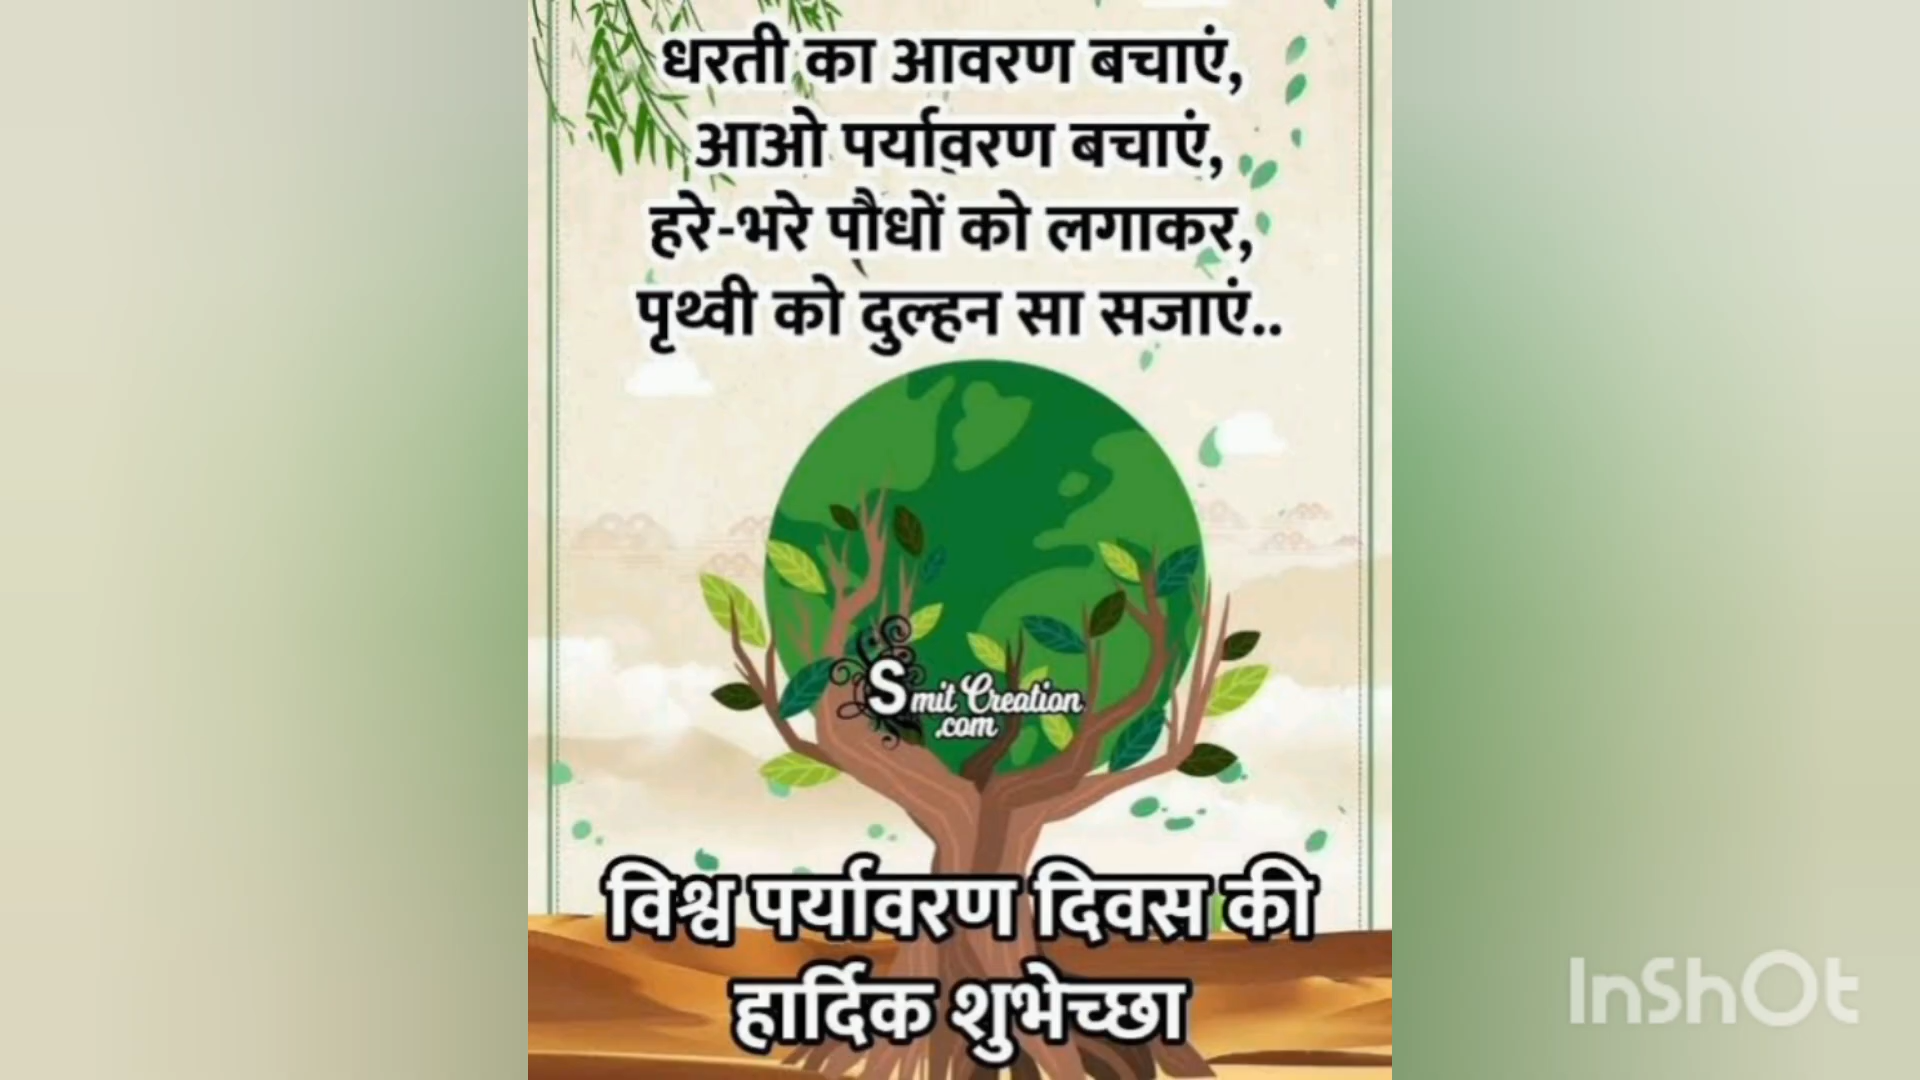 धरती का आवरण बचाएं,
आओ पर्यावरण बचाएं,
हरे-भरे पौधों को लगाकर,
पृथ्वी को दुल्हन सा सजाएं..
Smit Creation
.com
विश्व पर्यावरण दिवस की
हार्दिक शुभेच्छा
InShOt